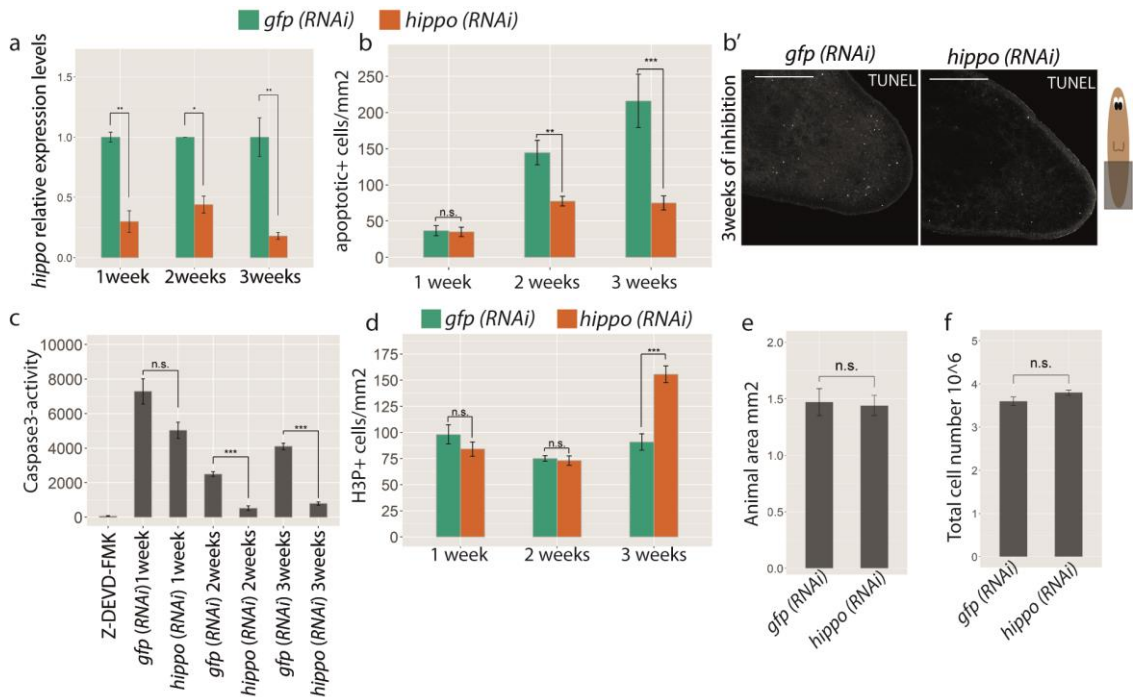 gfp (RNAi) hippo (RNAi)
a
hippo relative expression levels
1.5
1.0
0.5
0.0
** * **
1week 2weeks 3weeks
b
apoptotic+ cells/mm2
250
200
150
100
50
0
n.s. ** ***
1 week 2 weeks 3 weeks
b'
gfp (RNAi) hippo (RNAi)
3weeks of inhibition
TUNEL TUNEL
c
Caspase3-activity
10000
8000
6000
4000
2000
0
n.s. *** ***
Z-DEVD-FMK
gfp (RNAi) 1week
hippo (RNAi) 1week
gfp (RNAi) 2weeks
hippo (RNAi) 2weeks
gfp (RNAi) 3weeks
hippo (RNAi) 3weeks
d
gfp (RNAi) hippo (RNAi)
H3P+ cells/mm2
175
150
125
100
75
50
25
0
n.s. n.s. ***
1 week 2 weeks 3 weeks
e
Animal area mm2
2.0
1.5
1.0
0.5
0.0
n.s.
gfp (RNAi)
hippo (RNAi)
f
Total cell number 10^6
5
4
3
2
1
0
n.s.
gfp (RNAi)
hippo (RNAi)